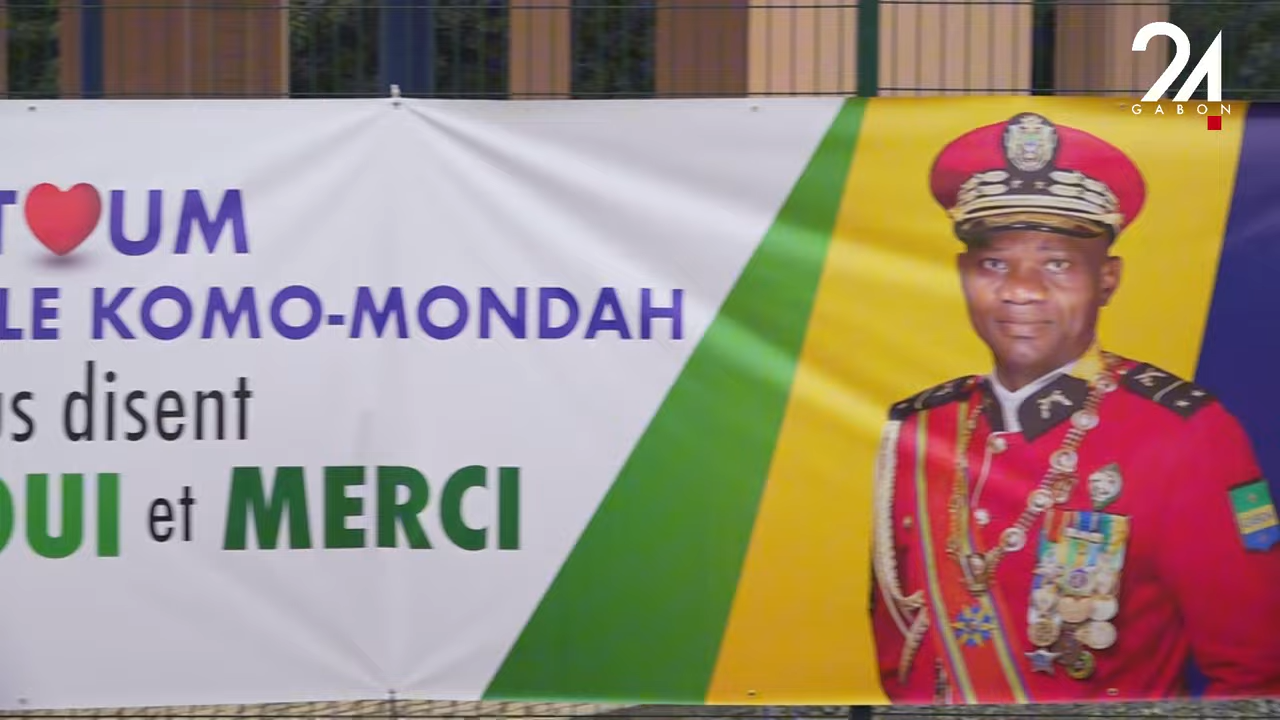 24
GABON
T❤UM
LE KOMO-MONDAH
us disent
OUI et MERCI